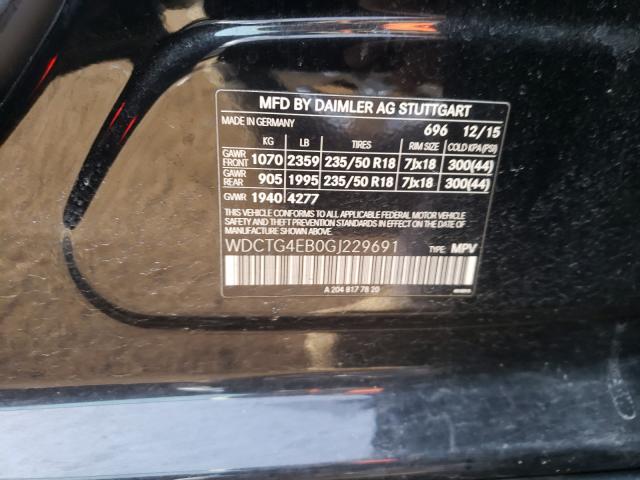 MFD BY DAIMLER AG STUTTGART
MADE IN GERMANY 696 12/15
KG LB TIRES RIM SIZE COLD KPA (PSI)
GAWR FRONT 1070 2359 235/50 R18 7Jx18 300(44)
GAWR REAR 905 1995 235/50 R18 7Jx18 300(44)
GVWR 1940 4277
THIS VEHICLE CONFORMS TO ALL APPLICABLE FEDERAL MOTOR VEHICLE
SAFETY AND THEFT PREVENTION STANDARDS IN EFFECT ON THE DATE
OF MANUFACTURE SHOWN ABOVE.
WDCTG4EB0GJ229691 TYPE: MPV
A 204 817 78 20